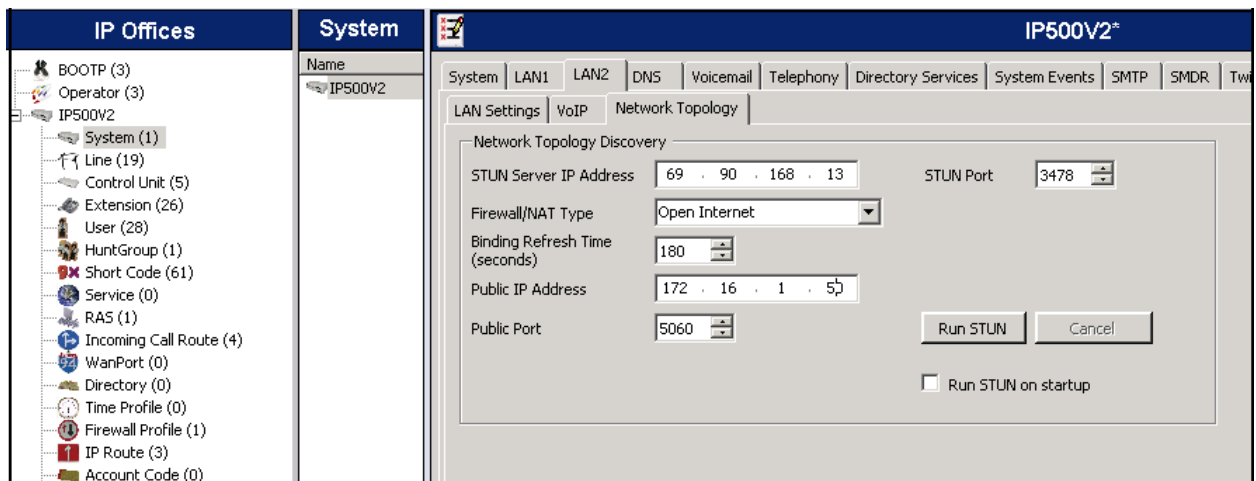 IP Offices
BOOTP (3)
Operator (3)
IP500V2
System (1)
Line (19)
Control Unit (5)
Extension (26)
User (28)
HuntGroup (1)
Short Code (61)
Service (0)
RAS (1)
Incoming Call Route (4)
WanPort (0)
Directory (0)
Time Profile (0)
Firewall Profile (1)
IP Route (3)
Account Code (0)
System
Name
IP500V2
IP500V2*
System LAN1 LAN2 DNS Voicemail Telephony Directory Services System Events SMTP SMDR Twi
LAN Settings VoIP Network Topology
Network Topology Discovery
STUN Server IP Address 69 . 90 . 168 . 13 STUN Port 3478
Firewall/NAT Type Open Internet
Binding Refresh Time
(seconds) 180
Public IP Address 172 . 16 . 1 .
Public Port 5060 Run STUN Cancel
Run STUN on startup